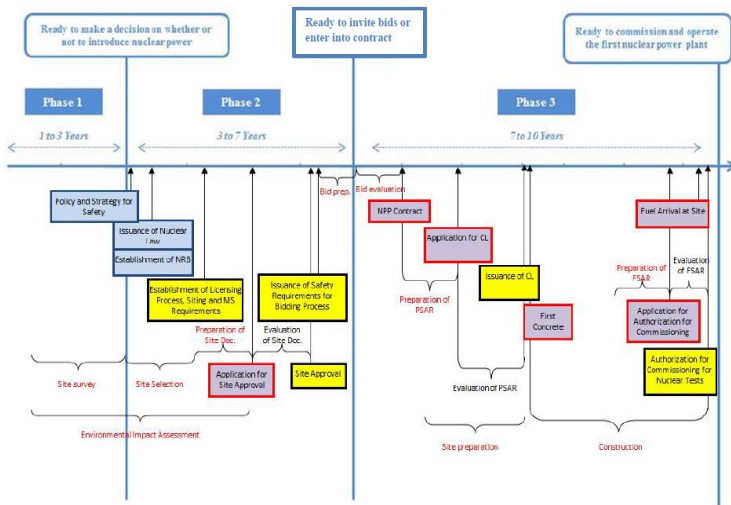 Ready to make a decision on whether or
not to introduce nuclear power
Ready to invite bids or
enter into contract
Ready to commission and operate
the first nuclear power plant
Phase 1
Phase 2
Phase 3
1 to 3 Years
3 to 7 Years
7 to 10 Years
Bid prep.
Bid evaluation
Policy and Strategy for
Safety
Issuance of Nuclear
Law
Establishment of NRB
Establishment of Licensing
Process, Siting and MS
Requirements
Issuance of Safety
Requirements for
Bidding Process
NPP Contract
Application for CL
Issuance of CL
Fuel Arrival at Site
Preparation of
FSAR
Evaluation
of FSAR
Preparation of
PSAR
First
Concrete
Application for
Authorization for
Commissioning
Preparation of
Site Doc.
Evaluation
of Site Doc.
Site survey
Site Selection
Application for
Site Approval
Site Approval
Evaluation of PSAR
Authorization for
Commissioning for
Nuclear Tests
Environmental Impact Assessment
Site preparation
Construction